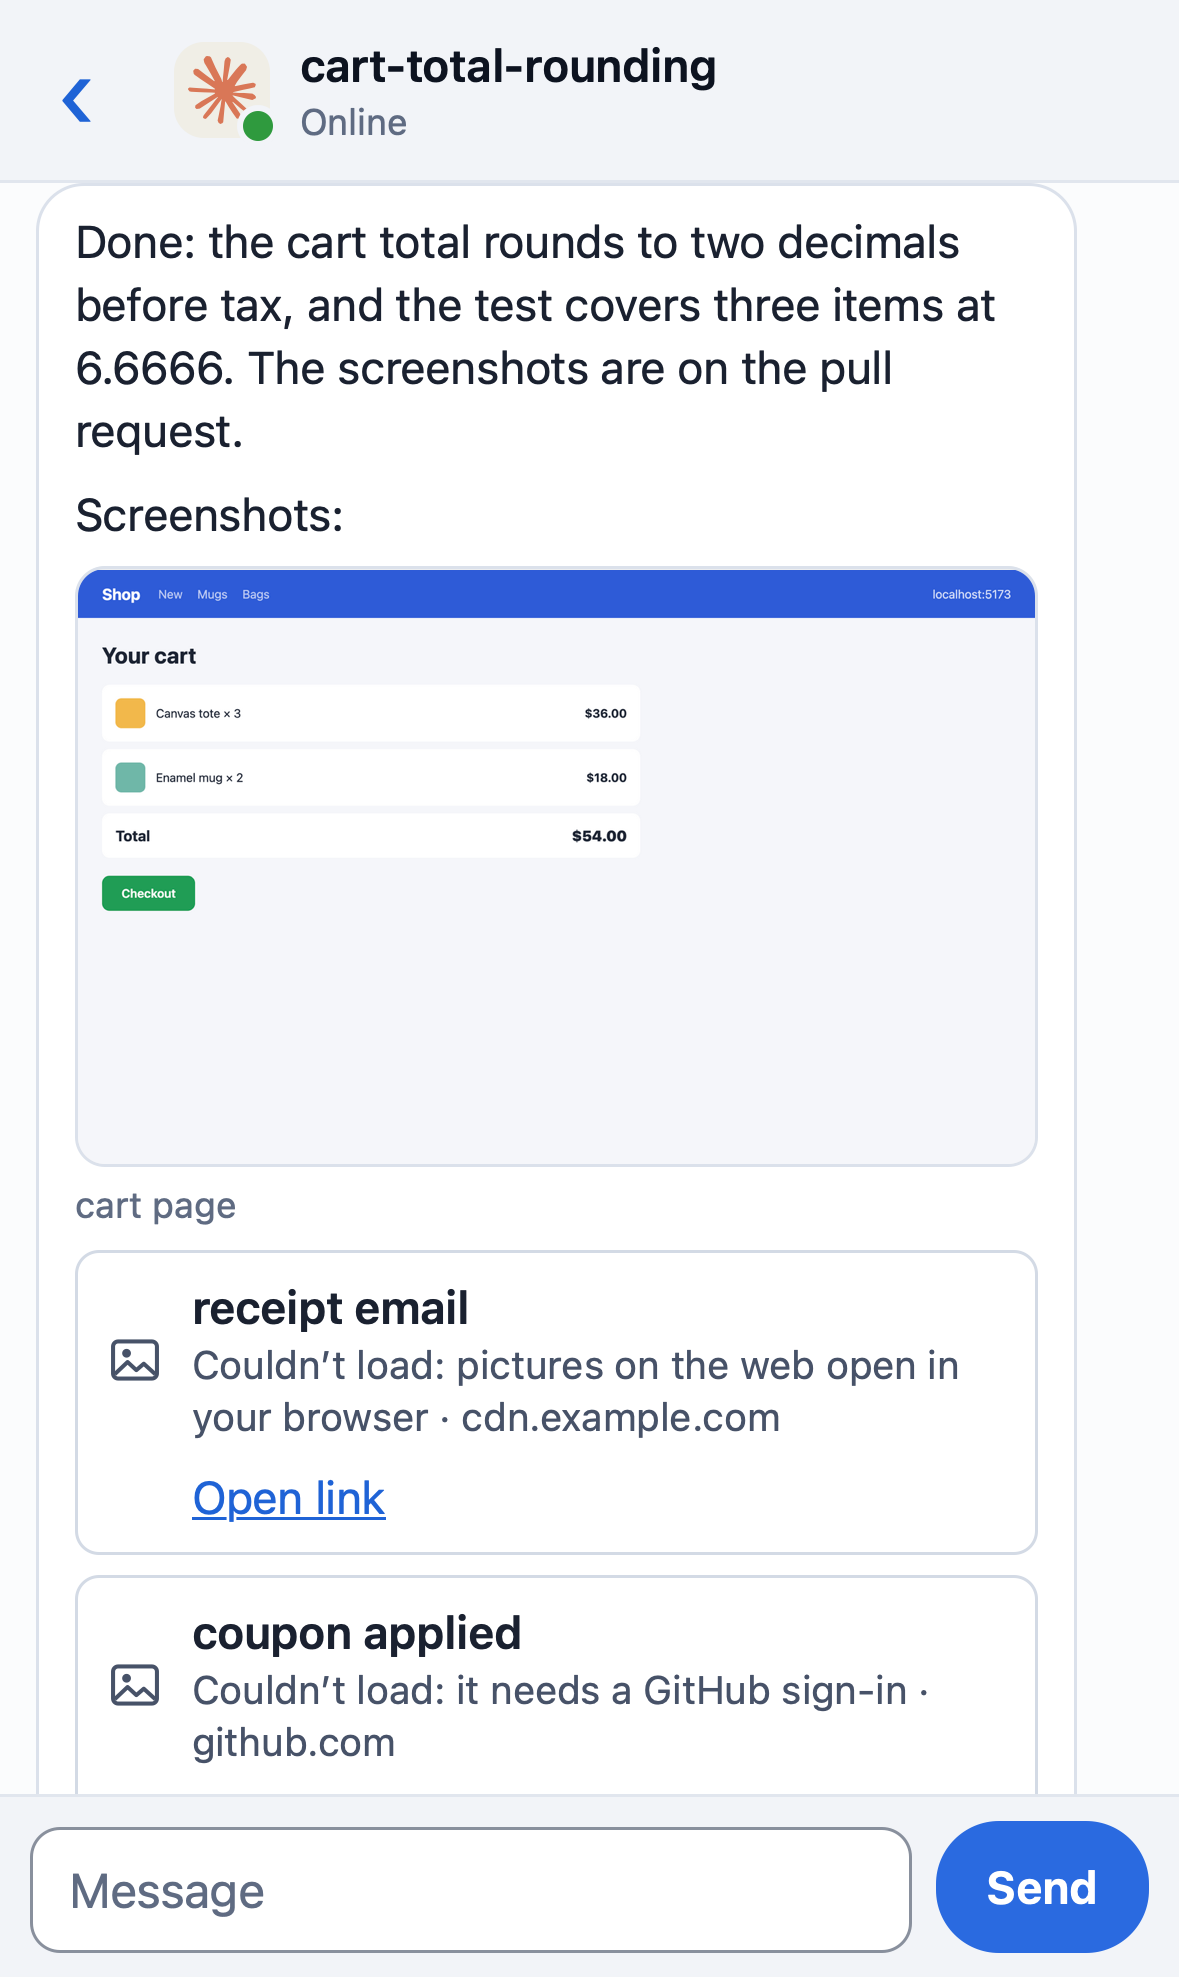 cart-total-rounding
Online
Done: the cart total rounds to two decimals
before tax, and the test covers three items at
6.6666. The screenshots are on the pull
request.
Screenshots:
Shop New Mugs Bags localhost:5173
Your cart
Canvas tote × 3 $36.00
Enamel mug × 2 $18.00
Total $54.00
Checkout
cart page
receipt email
Couldn’t load: pictures on the web open in
your browser · cdn.example.com
Open link
coupon applied
Couldn’t load: it needs a GitHub sign-in ·
github.com
Message
Send